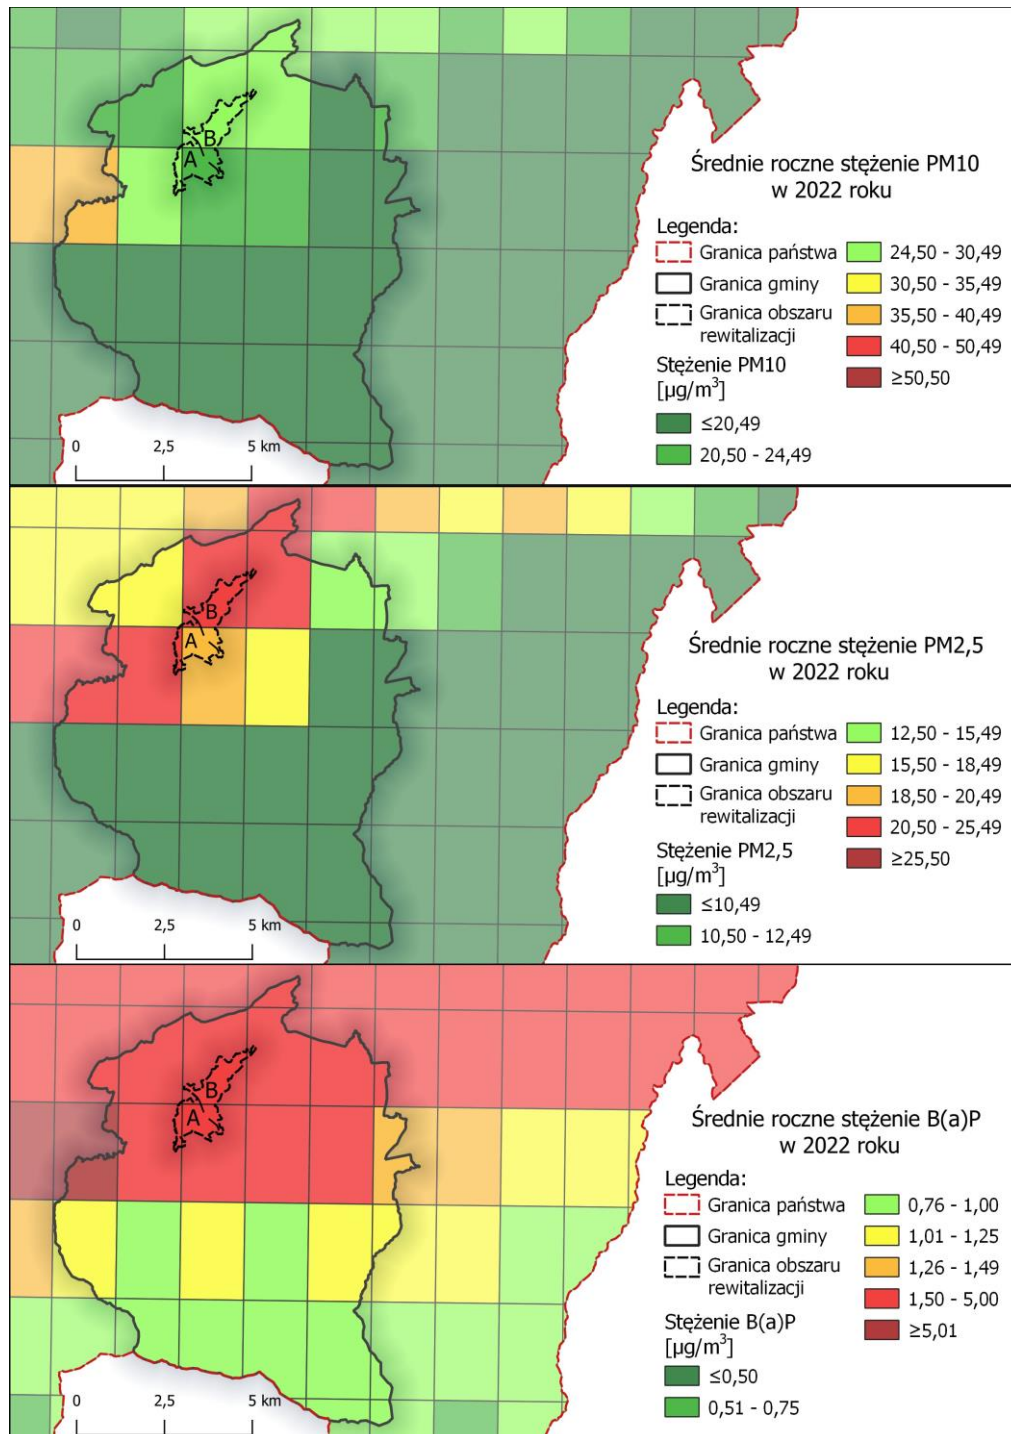 B
A
Średnie roczne stężenie PM10
w 2022 roku
Legenda:
Granica państwa
Granica gminy
Granica obszaru
rewitalizacji
Stężenie PM10
[µg/m³]
≤20,49
20,50 - 24,49
24,50 - 30,49
30,50 - 35,49
35,50 - 40,49
40,50 - 50,49
≥50,50
0 2,5 5 km
B
A
Średnie roczne stężenie PM2,5
w 2022 roku
Legenda:
Granica państwa
Granica gminy
Granica obszaru
rewitalizacji
Stężenie PM2,5
[µg/m³]
≤10,49
10,50 - 12,49
12,50 - 15,49
15,50 - 18,49
18,50 - 20,49
20,50 - 25,49
≥25,50
0 2,5 5 km
B
A
Średnie roczne stężenie B(a)P
w 2022 roku
Legenda:
Granica państwa
Granica gminy
Granica obszaru
rewitalizacji
Stężenie B(a)P
[µg/m³]
≤0,50
0,51 - 0,75
0,76 - 1,00
1,01 - 1,25
1,26 - 1,49
1,50 - 5,00
≥5,01
0 2,5 5 km